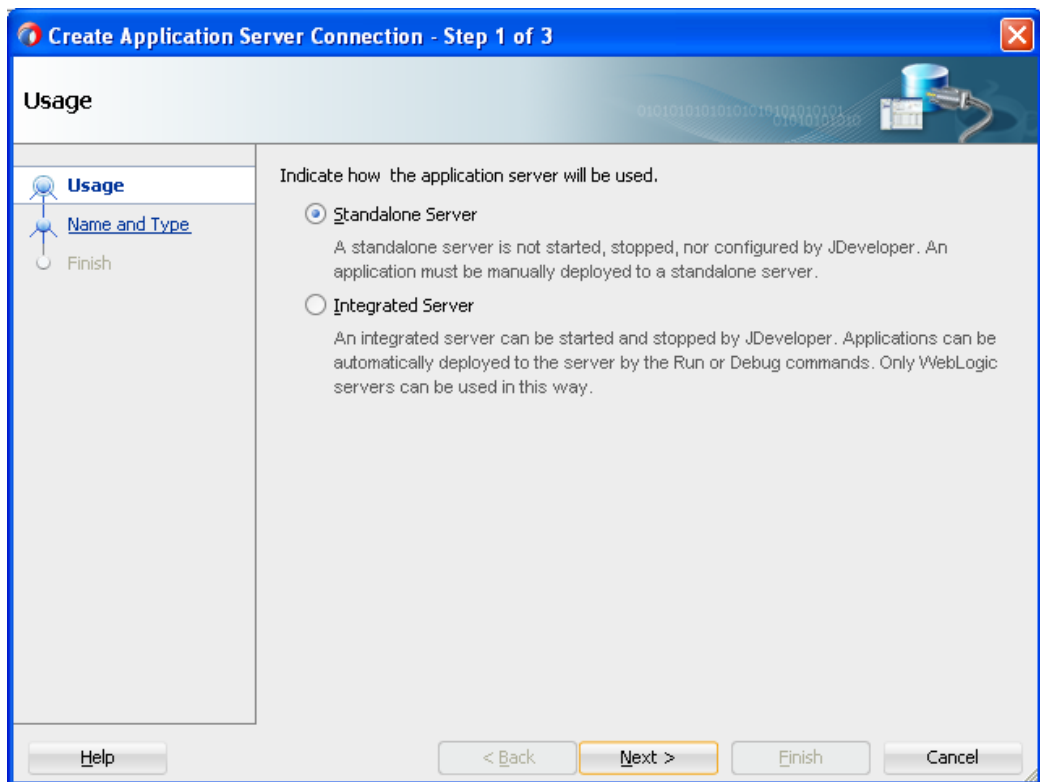 Create Application Server Connection - Step 1 of 3
Usage
010101010101010101010101
01010101010
Usage
Name and Type
Finish
Indicate how the application server will be used.
Standalone Server
A standalone server is not started, stopped, nor configured by JDeveloper. An
application must be manually deployed to a standalone server.
Integrated Server
An integrated server can be started and stopped by JDeveloper. Applications can be
automatically deployed to the server by the Run or Debug commands. Only WebLogic
servers can be used in this way.
Help
< Back
Next >
Finish
Cancel